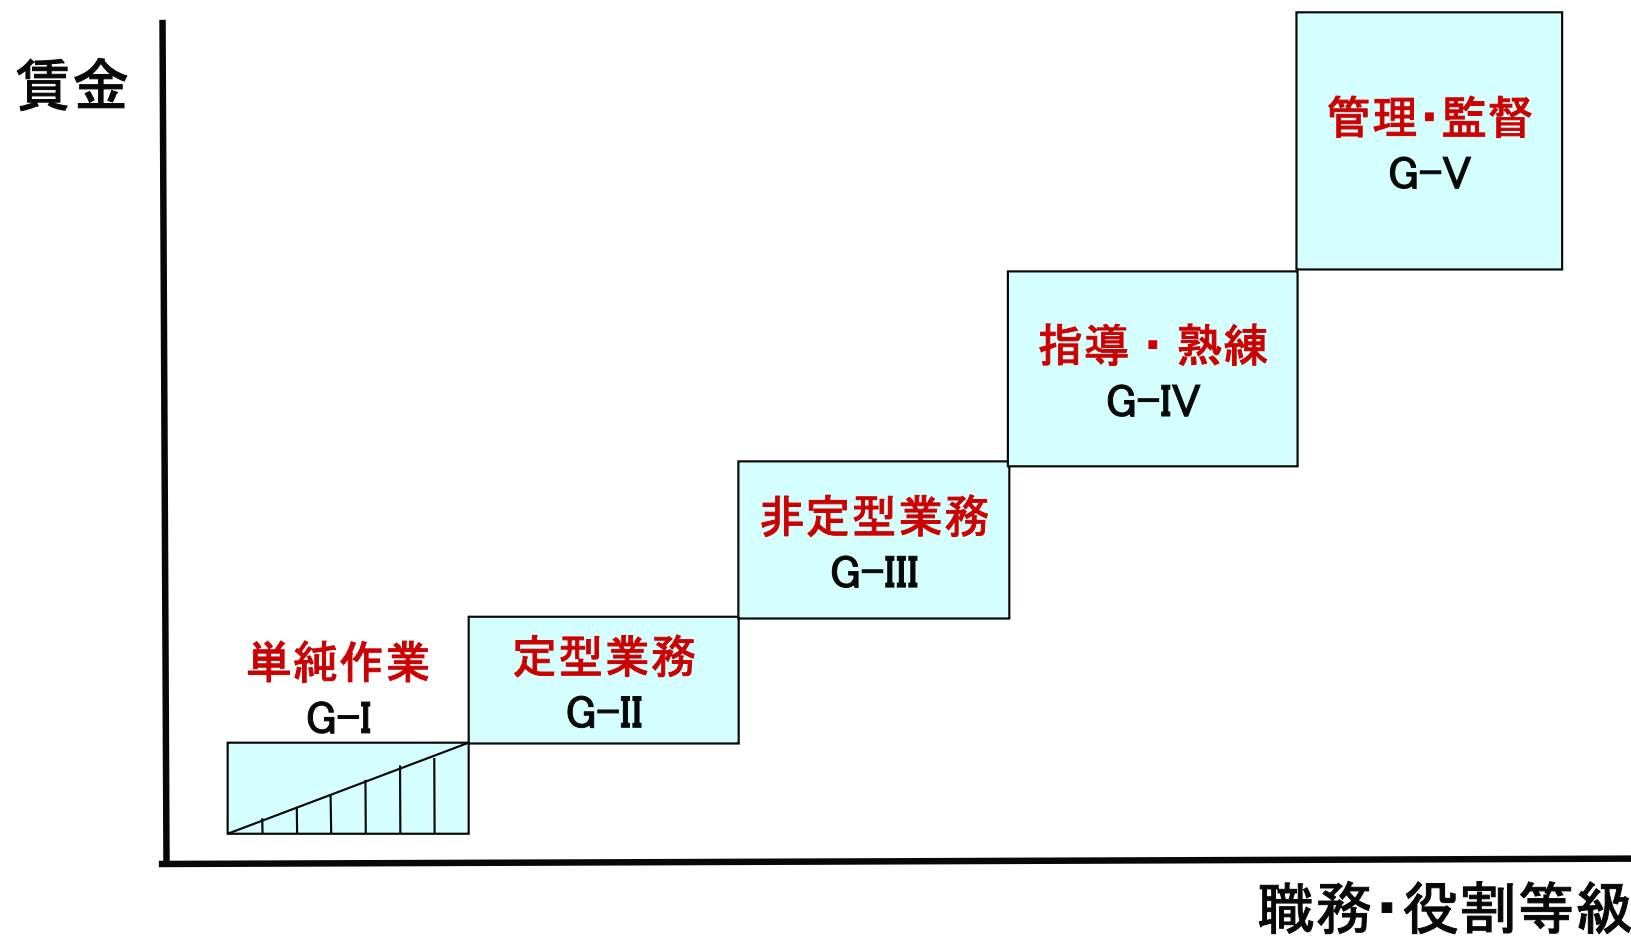 賃金
管理・監督
G-V
指導・熟練
G-IV
非定型業務
G-III
定型業務
G-II
単純作業
G-I
職務・役割等級